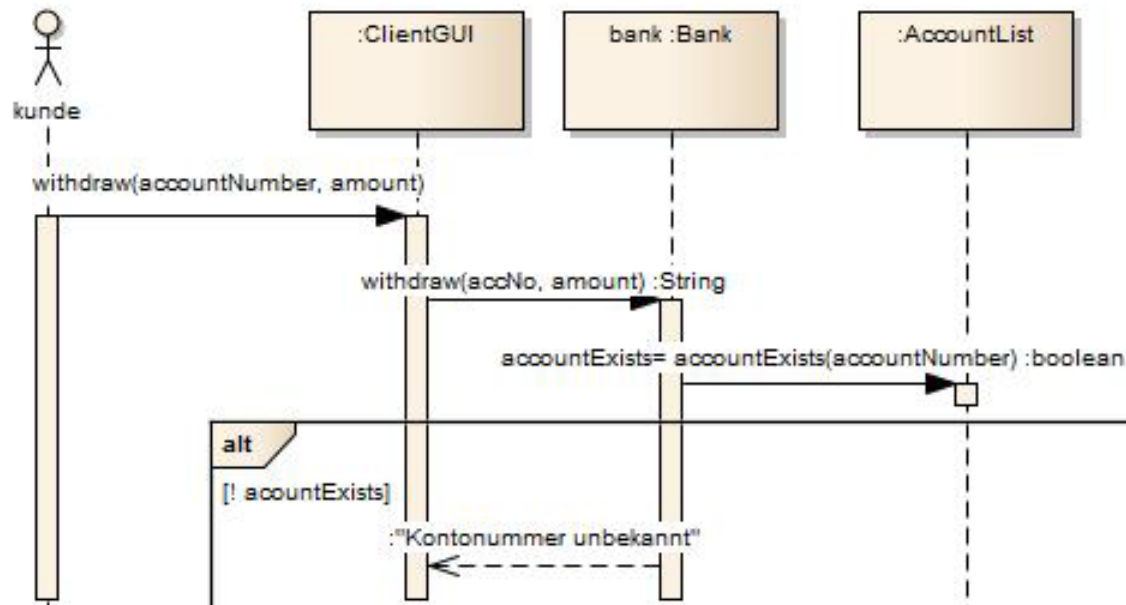 :ClientGUI
bank :Bank
:AccountList
kunde
withdraw(accountNumber, amount)
withdraw(accNo, amount) :String
accountExists= accountExists(accountNumber) :boolean
alt
[! acountExists]
:"Kontonummer unbekannt"